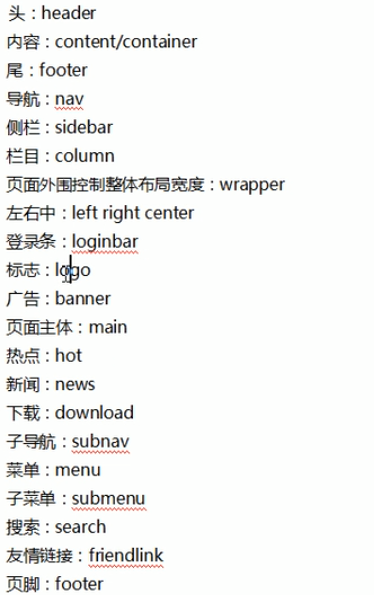 头：header
内容：content/container
尾：footer
导航：nav
侧栏：sidebar
栏目：column
页面外围控制整体布局宽度：wrapper
左右中：left right center
登录条：loginbar
标志：logo
广告：banner
页面主体：main
热点：hot
新闻：news
下载：download
子导航：subnav
菜单：menu
子菜单：submenu
搜索：search
友情链接：friendlink
页脚：footer